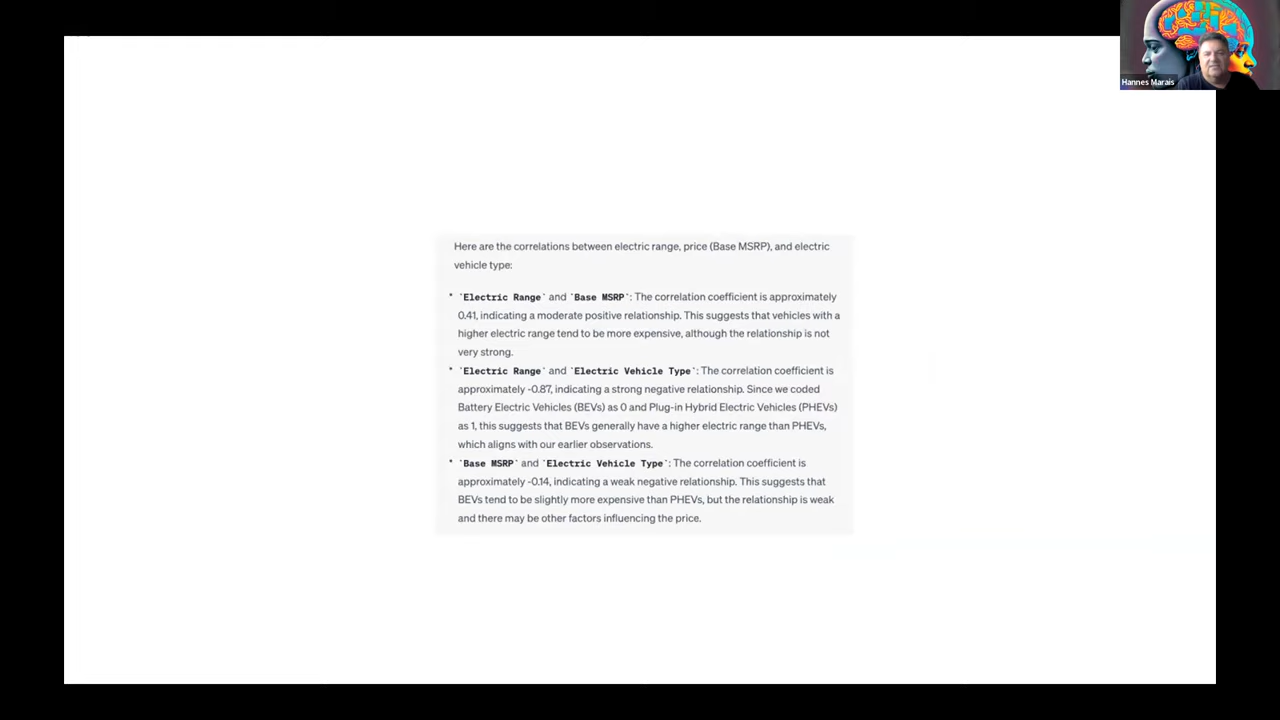 Hannes Marais
Here are the correlations between electric range, price (Base MSRP), and electric
vehicle type:
* `Electric Range` and `Base MSRP`: The correlation coefficient is approximately
0.41, indicating a moderate positive relationship. This suggests that vehicles with a
higher electric range tend to be more expensive, although the relationship is not
very strong.
* `Electric Range` and `Electric Vehicle Type`: The correlation coefficient is
approximately -0.87, indicating a strong negative relationship. Since we coded
Battery Electric Vehicles (BEVs) as 0 and Plug-in Hybrid Electric Vehicles (PHEVs)
as 1, this suggests that BEVs generally have a higher electric range than PHEVs,
which aligns with our earlier observations.
* `Base MSRP` and `Electric Vehicle Type`: The correlation coefficient is
approximately -0.14, indicating a weak negative relationship. This suggests that
BEVs tend to be slightly more expensive than PHEVs, but the relationship is weak
and there may be other factors influencing the price.